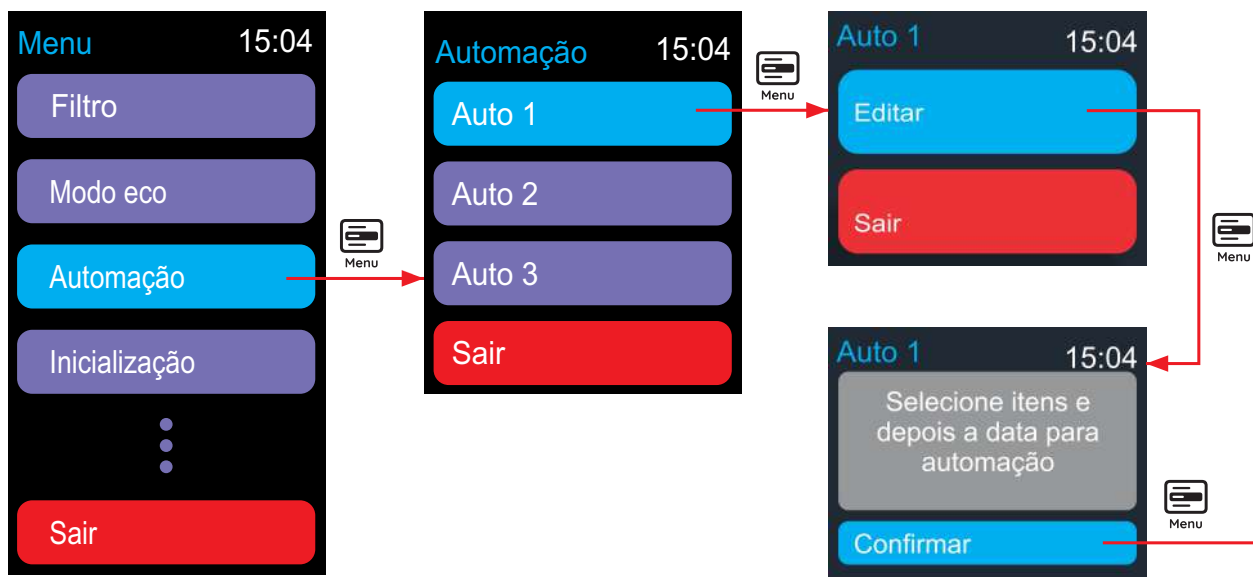 Menu 15:04
Filtro
Modo eco
Automação
Inicialização
Sair
Menu
Automação 15:04
Auto 1
Auto 2
Auto 3
Sair
Menu
Auto 1 15:04
Editar
Sair
Menu
Auto 1 15:04
Selecione itens e
depois a data para
automação
Confirmar
Menu